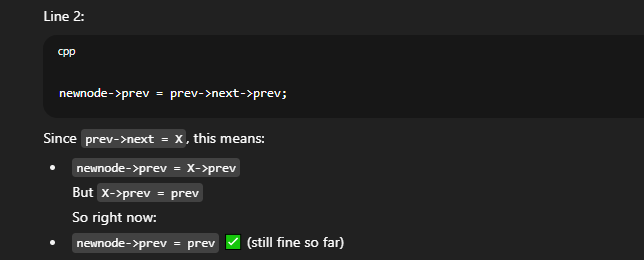 Line 2:
cpp
newnode->prev = prev->next->prev;
Since prev->next = X, this means:
• newnode->prev = X->prev
But X->prev = prev
So right now:
• newnode->prev = prev ✅ (still fine so far)